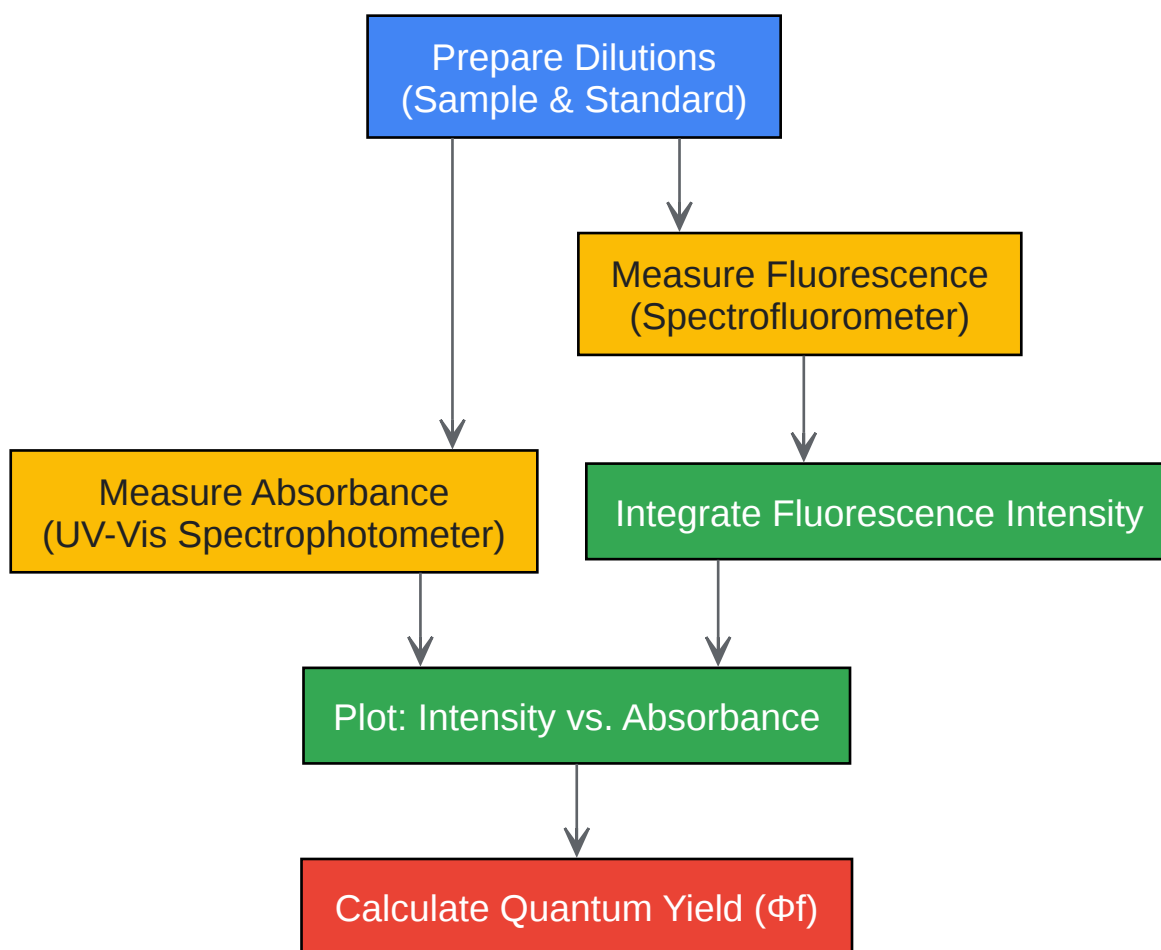 Prepare Dilutions
(Sample & Standard)
Measure Fluorescence
(Spectrofluorometer)
Measure Absorbance
(UV-Vis Spectrophotometer)
Integrate Fluorescence Intensity
Plot: Intensity vs. Absorbance
Calculate Quantum Yield (Φf)